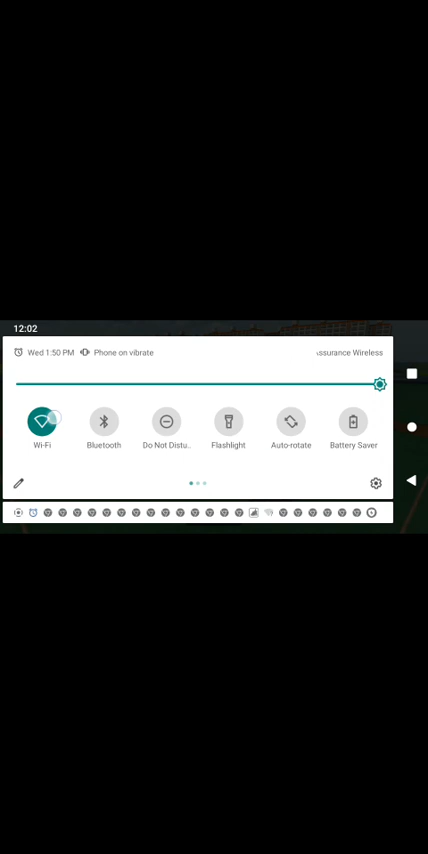 12:02
Wed 1:50 PM Phone on vibrate ssurance Wireless
Wi-Fi Bluetooth Do Not Distu.. Flashlight Auto-rotate Battery Saver